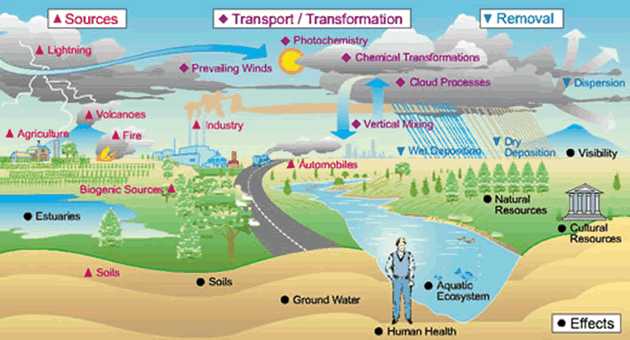 Sources
Transport / Transformation
Removal
Lightning
Photochemistry
Chemical Transformations
Prevailing Winds
Cloud Processes
Dispersion
Volcanoes
Agriculture
Fire
Industry
Vertical Mixing
Wet Deposition
Dry
Deposition
Visibility
Automobiles
Biogenic Sources
Natural
Resources
Estuaries
Cultural
Resources
Soils
Soils
Aquatic
Ecosystem
Ground Water
Human Health
Effects